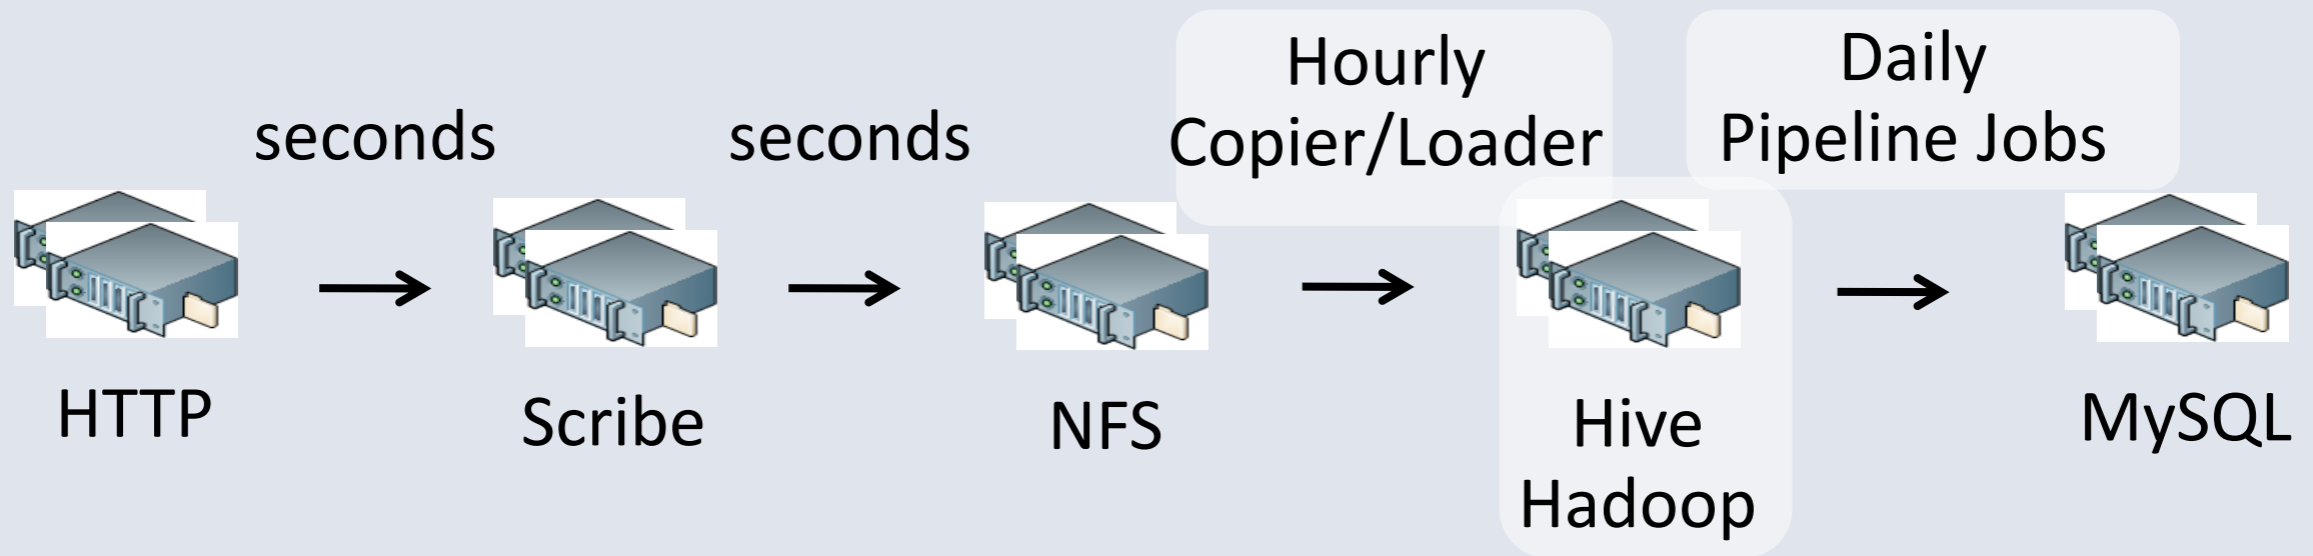 seconds
seconds
Hourly
Copier/Loader
Daily
Pipeline Jobs
HTTP
Scribe
NFS
Hive
Hadoop
MySQL